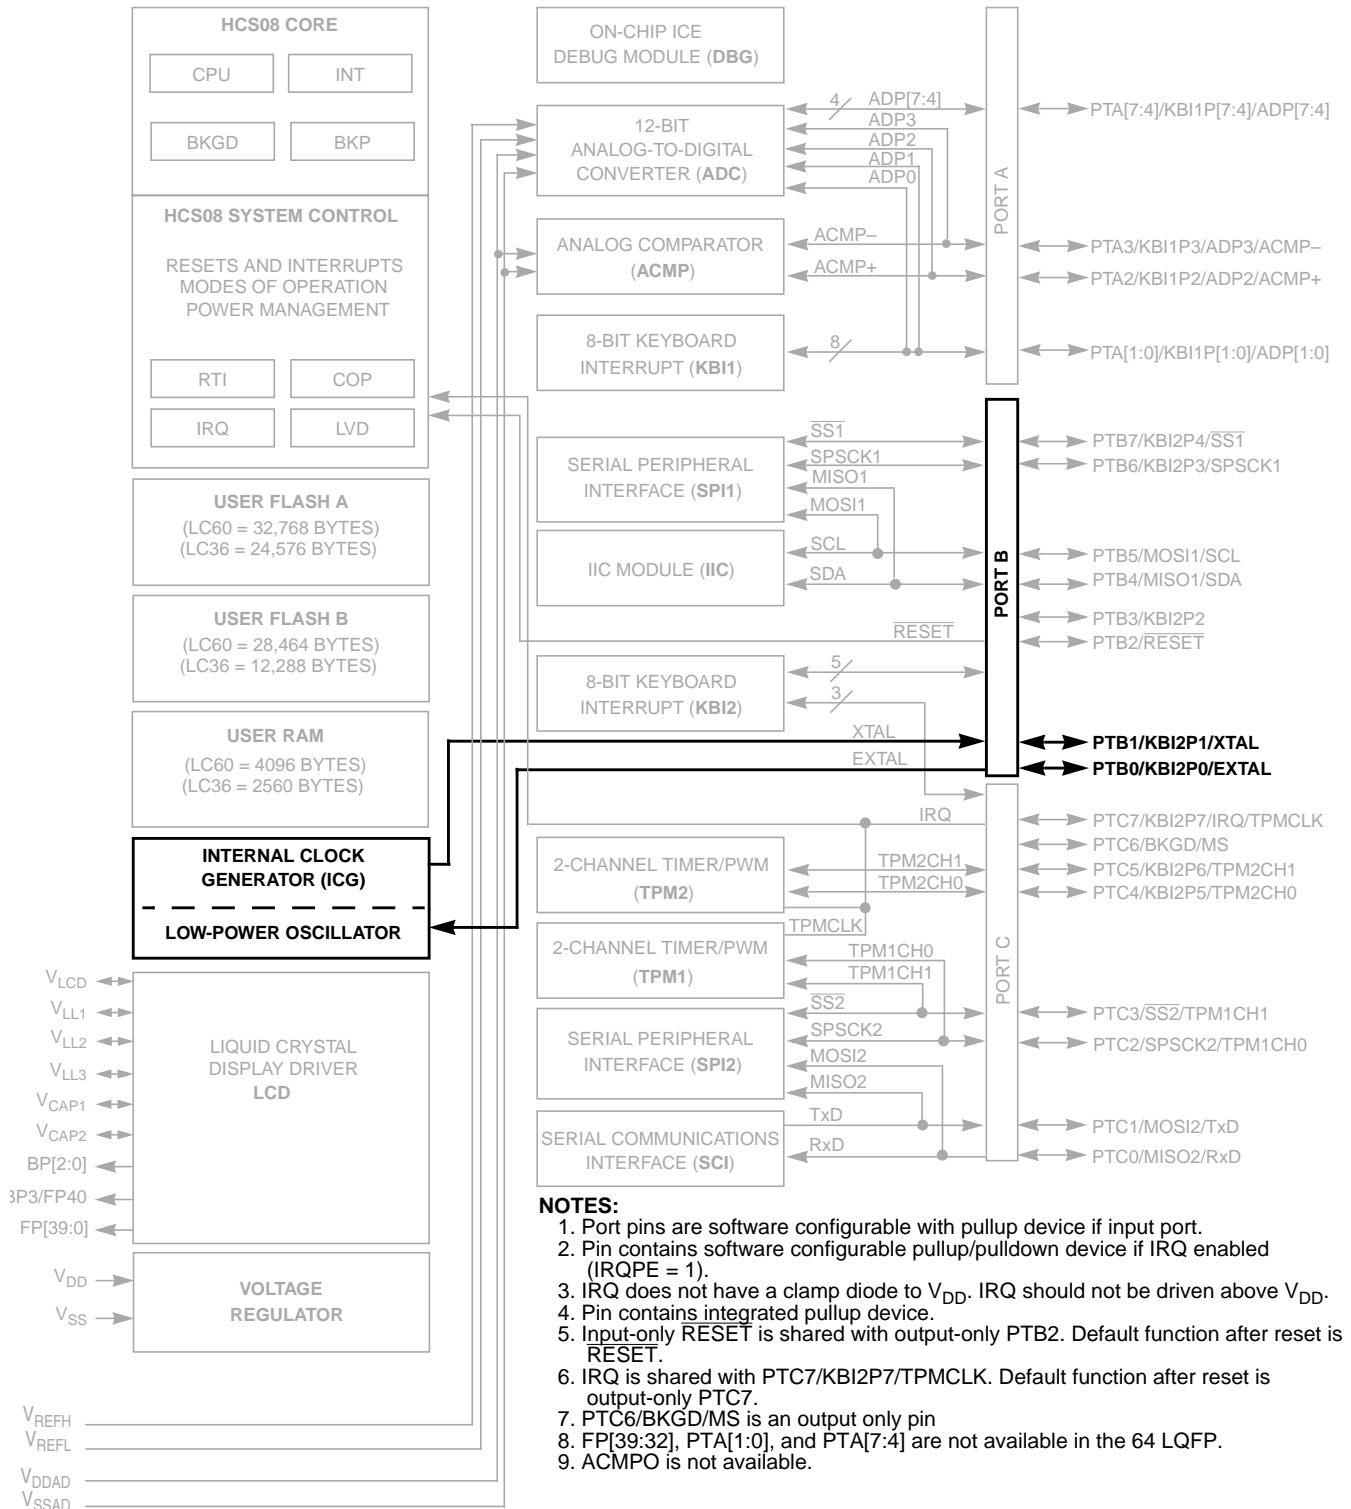 HCS08 CORE
CPU
INT
BKGD
BKP
HCS08 SYSTEM CONTROL
RESETS AND INTERRUPTS
MODES OF OPERATION
POWER MANAGEMENT
RTI
COP
IRQ
LVD
USER FLASH A
(LC60 = 32,768 BYTES)
(LC36 = 24,576 BYTES)
USER FLASH B
(LC60 = 28,464 BYTES)
(LC36 = 12,288 BYTES)
USER RAM
(LC60 = 4096 BYTES)
(LC36 = 2560 BYTES)
INTERNAL CLOCK
GENERATOR (ICG)
LOW-POWER OSCILLATOR
VLCD
VLL1
VLL2
VLL3
VCAP1
VCAP2
BP[2:0]
BP3/FP40
FP[39:0]
LIQUID CRYSTAL
DISPLAY DRIVER
LCD
VDD
VSS
VOLTAGE
REGULATOR
VREFH
VREFL
VDDAD
VSSAD
ON-CHIP ICE
DEBUG MODULE (DBG)
12-BIT
ANALOG-TO-DIGITAL
CONVERTER (ADC)
4
ADP[7:4]
ADP3
ADP2
ADP1
ADP0
ANALOG COMPARATOR
(ACMP)
ACMP–
ACMP+
8-BIT KEYBOARD
INTERRUPT (KBI1)
8
PORT A
PTA[7:4]/KBI1P[7:4]/ADP[7:4]
PTA3/KBI1P3/ADP3/ACMP–
PTA2/KBI1P2/ADP2/ACMP+
PTA[1:0]/KBI1P[1:0]/ADP[1:0]
SERIAL PERIPHERAL
INTERFACE (SPI1)
SS1
SPSCK1
MISO1
MOSI1
IIC MODULE (IIC)
SCL
SDA
RESET
8-BIT KEYBOARD
INTERRUPT (KBI2)
5
3
XTAL
EXTAL
PORT B
PTB7/KBI2P4/SS1
PTB6/KBI2P3/SPSCK1
PTB5/MOSI1/SCL
PTB4/MISO1/SDA
PTB3/KBI2P2
PTB2/RESET
PTB1/KBI2P1/XTAL
PTB0/KBI2P0/EXTAL
IRQ
2-CHANNEL TIMER/PWM
(TPM2)
TPM2CH1
TPM2CH0
TPMCLK
2-CHANNEL TIMER/PWM
(TPM1)
TPM1CH0
TPM1CH1
SERIAL PERIPHERAL
INTERFACE (SPI2)
SS2
SPSCK2
MOSI2
MISO2
SERIAL COMMUNICATIONS
INTERFACE (SCI)
TxD
RxD
PORT C
PTC7/KBI2P7/IRQ/TPMCLK
PTC6/BKGD/MS
PTC5/KBI2P6/TPM2CH1
PTC4/KBI2P5/TPM2CH0
PTC3/SS2/TPM1CH1
PTC2/SPSCK2/TPM1CH0
PTC1/MOSI2/TxD
PTC0/MISO2/RxD
NOTES:
1. Port pins are software configurable with pullup device if input port.
2. Pin contains software configurable pullup/pulldown device if IRQ enabled
(IRQPE = 1).
3. IRQ does not have a clamp diode to VDD. IRQ should not be driven above VDD.
4. Pin contains integrated pullup device.
5. Input-only RESET is shared with output-only PTB2. Default function after reset is
RESET.
6. IRQ is shared with PTC7/KBI2P7/TPMCLK. Default function after reset is
output-only PTC7.
7. PTC6/BKGD/MS is an output only pin
8. FP[39:32], PTA[1:0], and PTA[7:4] are not available in the 64 LQFP.
9. ACMPO is not available.